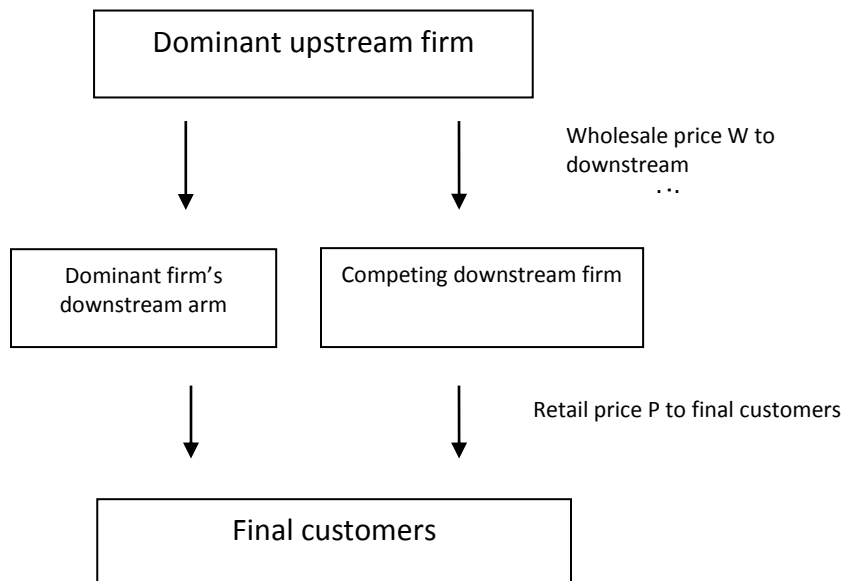 Dominant upstream firm
Wholesale price W to
downstream
Dominant firm's
downstream arm
Competing downstream firm
Retail price P to final customers
Final customers